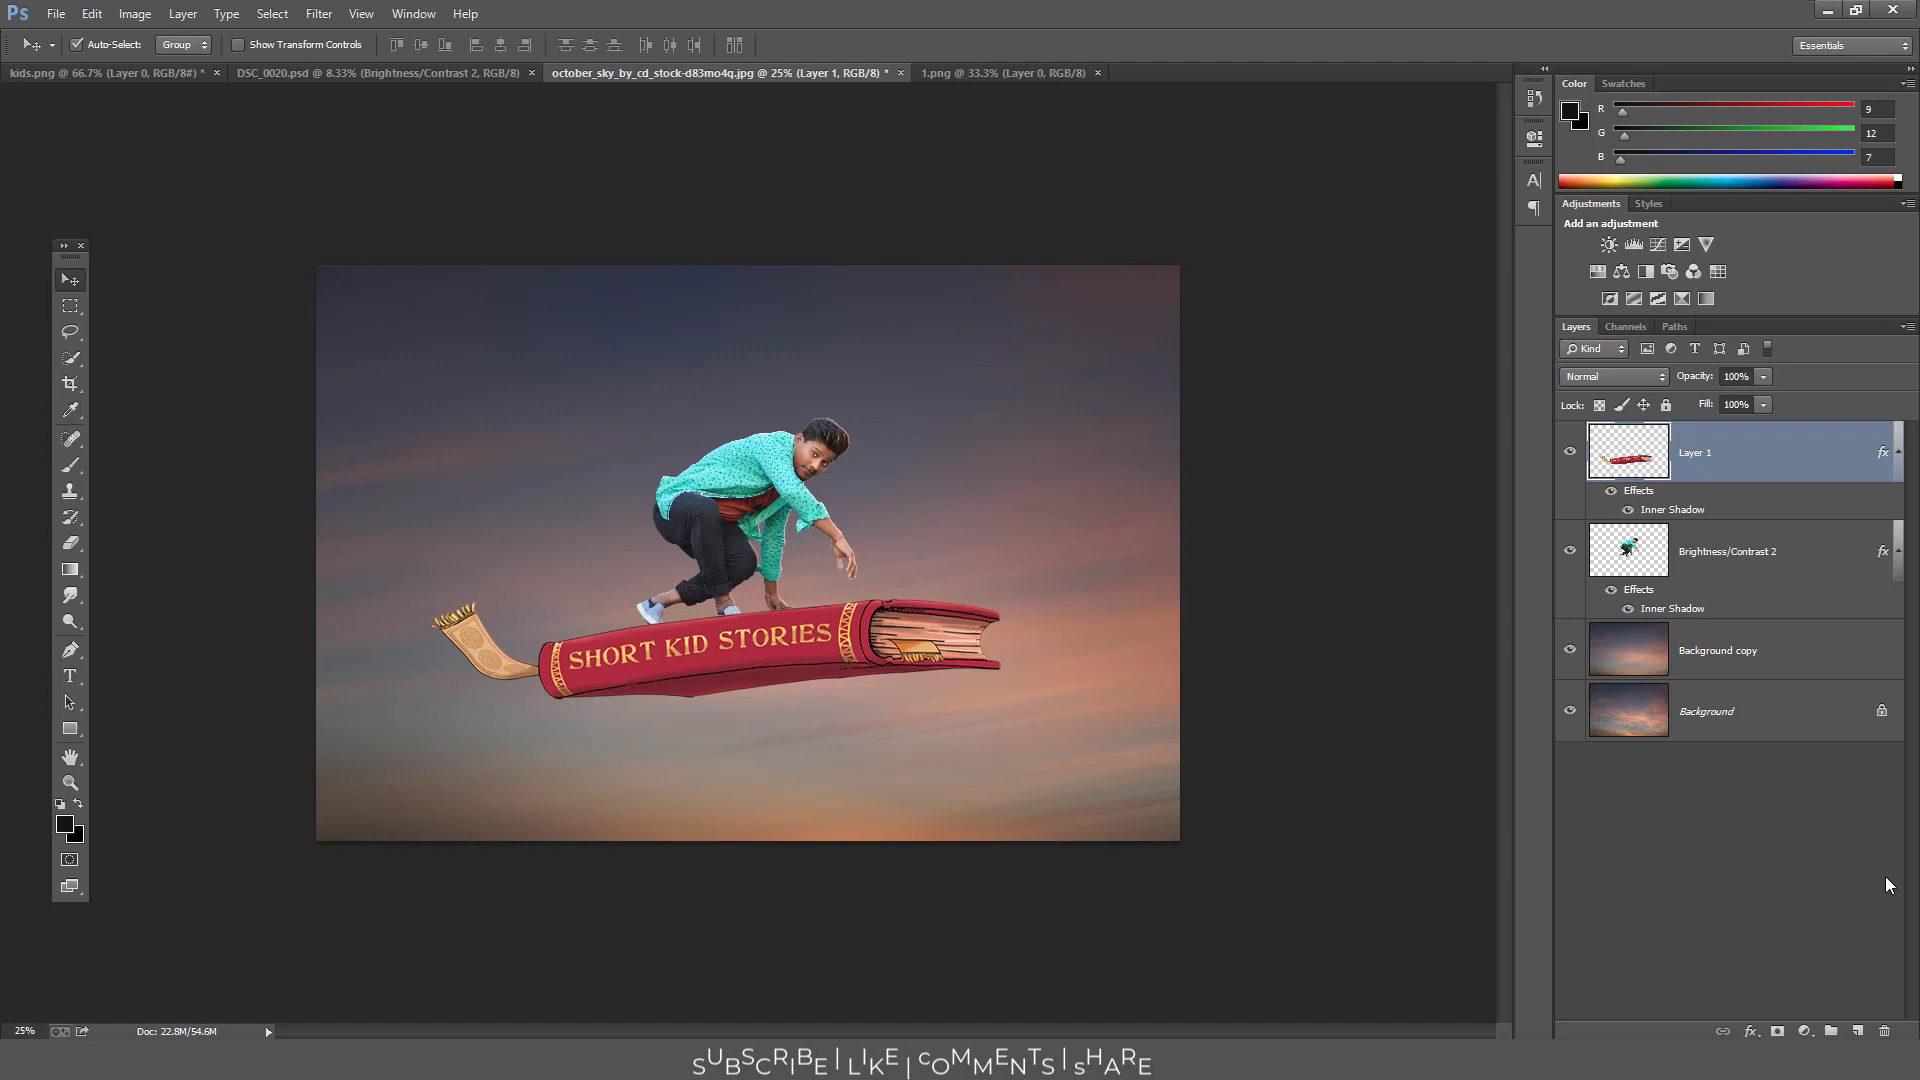 Ps File Edit Image Layer Type Select Filter View Window Help
Auto-Select: Group Show Transform Controls Essentials
kids.png @ 66.7% (Layer 0, RGB/8#) * × DSC_0020.psd @ 8.33% (Brightness/Contrast 2, RGB/8) × october_sky_by_cd_stock-d83mo4q.jpg @ 25% (Layer 1, RGB/8) * × 1.png @ 33.3% (Layer 0, RGB/8) ×
Color Swatches
R 9
G 12
B 7
Adjustments Styles
Add an adjustment
Layers Channels Paths
Kind
Normal Opacity: 100%
Lock: Fill: 100%
Layer 1 fx
Effects
Inner Shadow
Brightness/Contrast 2 fx
Effects
Inner Shadow
Background copy
Background
SHORT KID STORIES
25% Doc: 22.8M/54.6M
SUBSCRIBE | LIKE | COMMENTS | SHARE